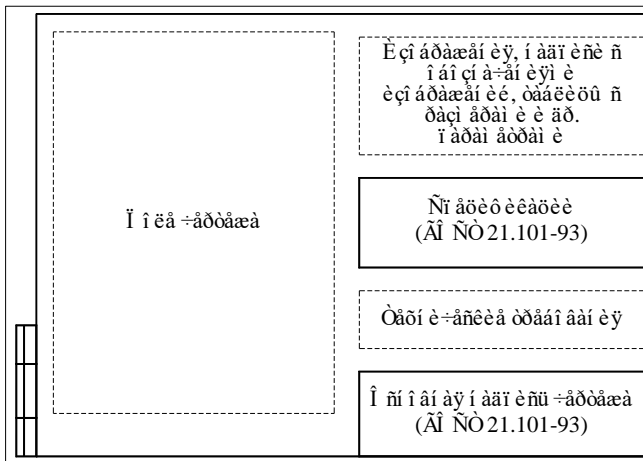 Èçî áðàæåí èÿ, í àäï èñè ñ
î áî çí à÷åí èÿì è
èçî áðàæåí èé, òàáëèöû ñ
ðàçì åðàì è è äð.
ï àðàì åòðàì è
Ï î ëå ÷åðòåæà
Ñï åöèô èêàöèè
(ÃÎ ÑÒ 21.101-93)
Òåõí è÷åñêèå òðåáî âàí èÿ
Î ñí î âí àÿ í àäï èñü ÷åðòåæà
(ÃÎ ÑÒ 21.101-93)